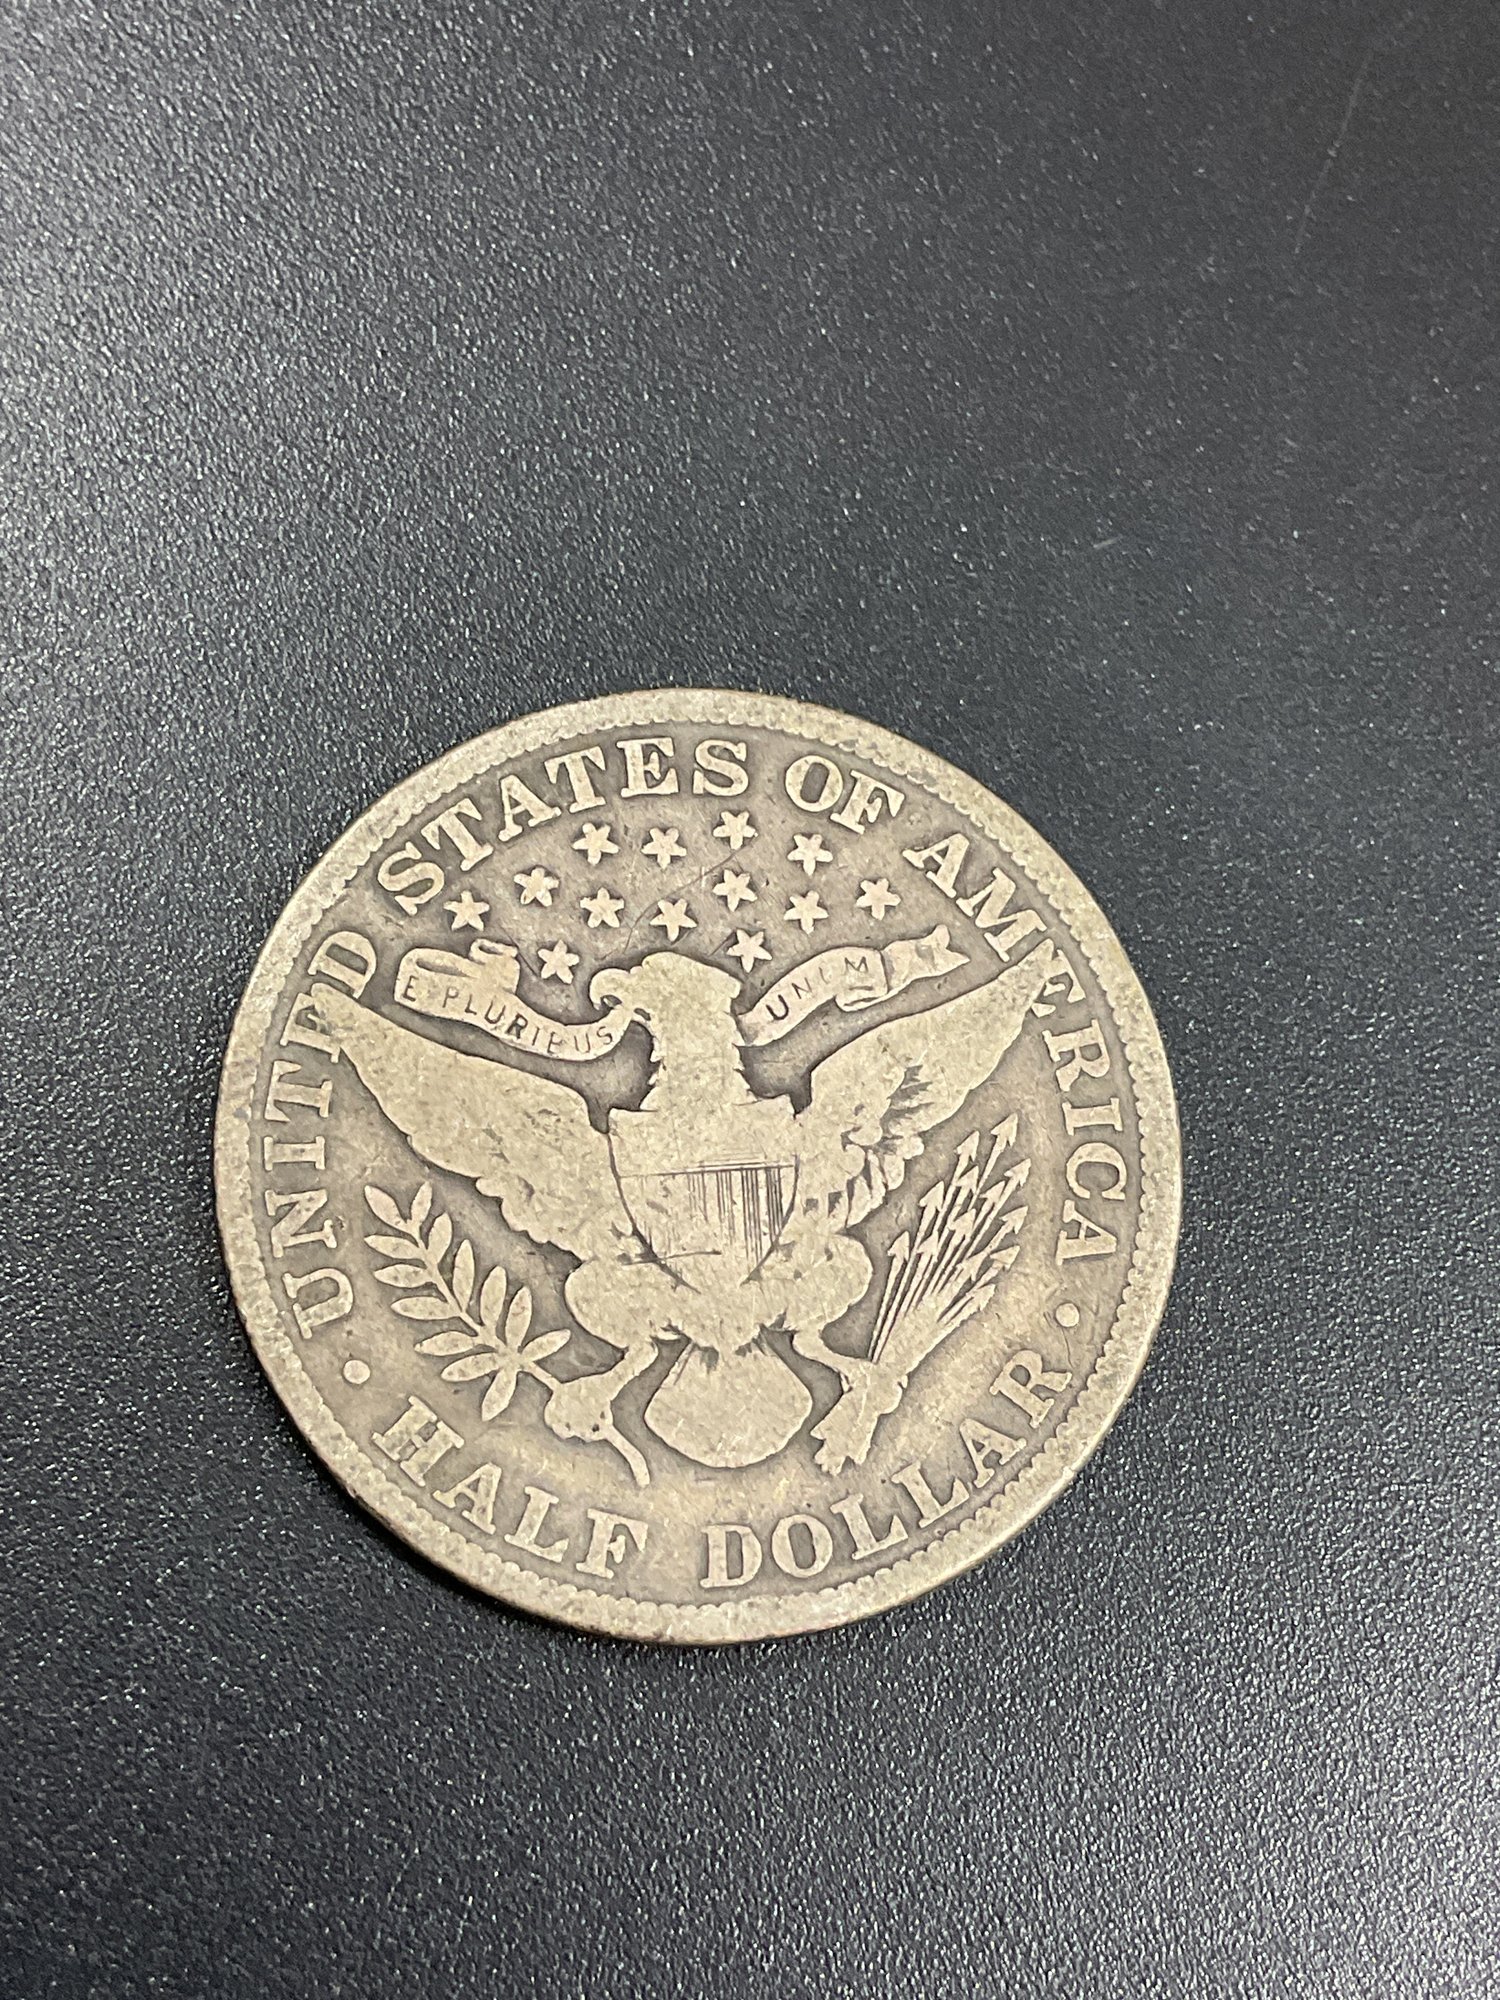 UNITED STATES OF AMERICA
E PLURIBUS UNUM
HALF DOLLAR